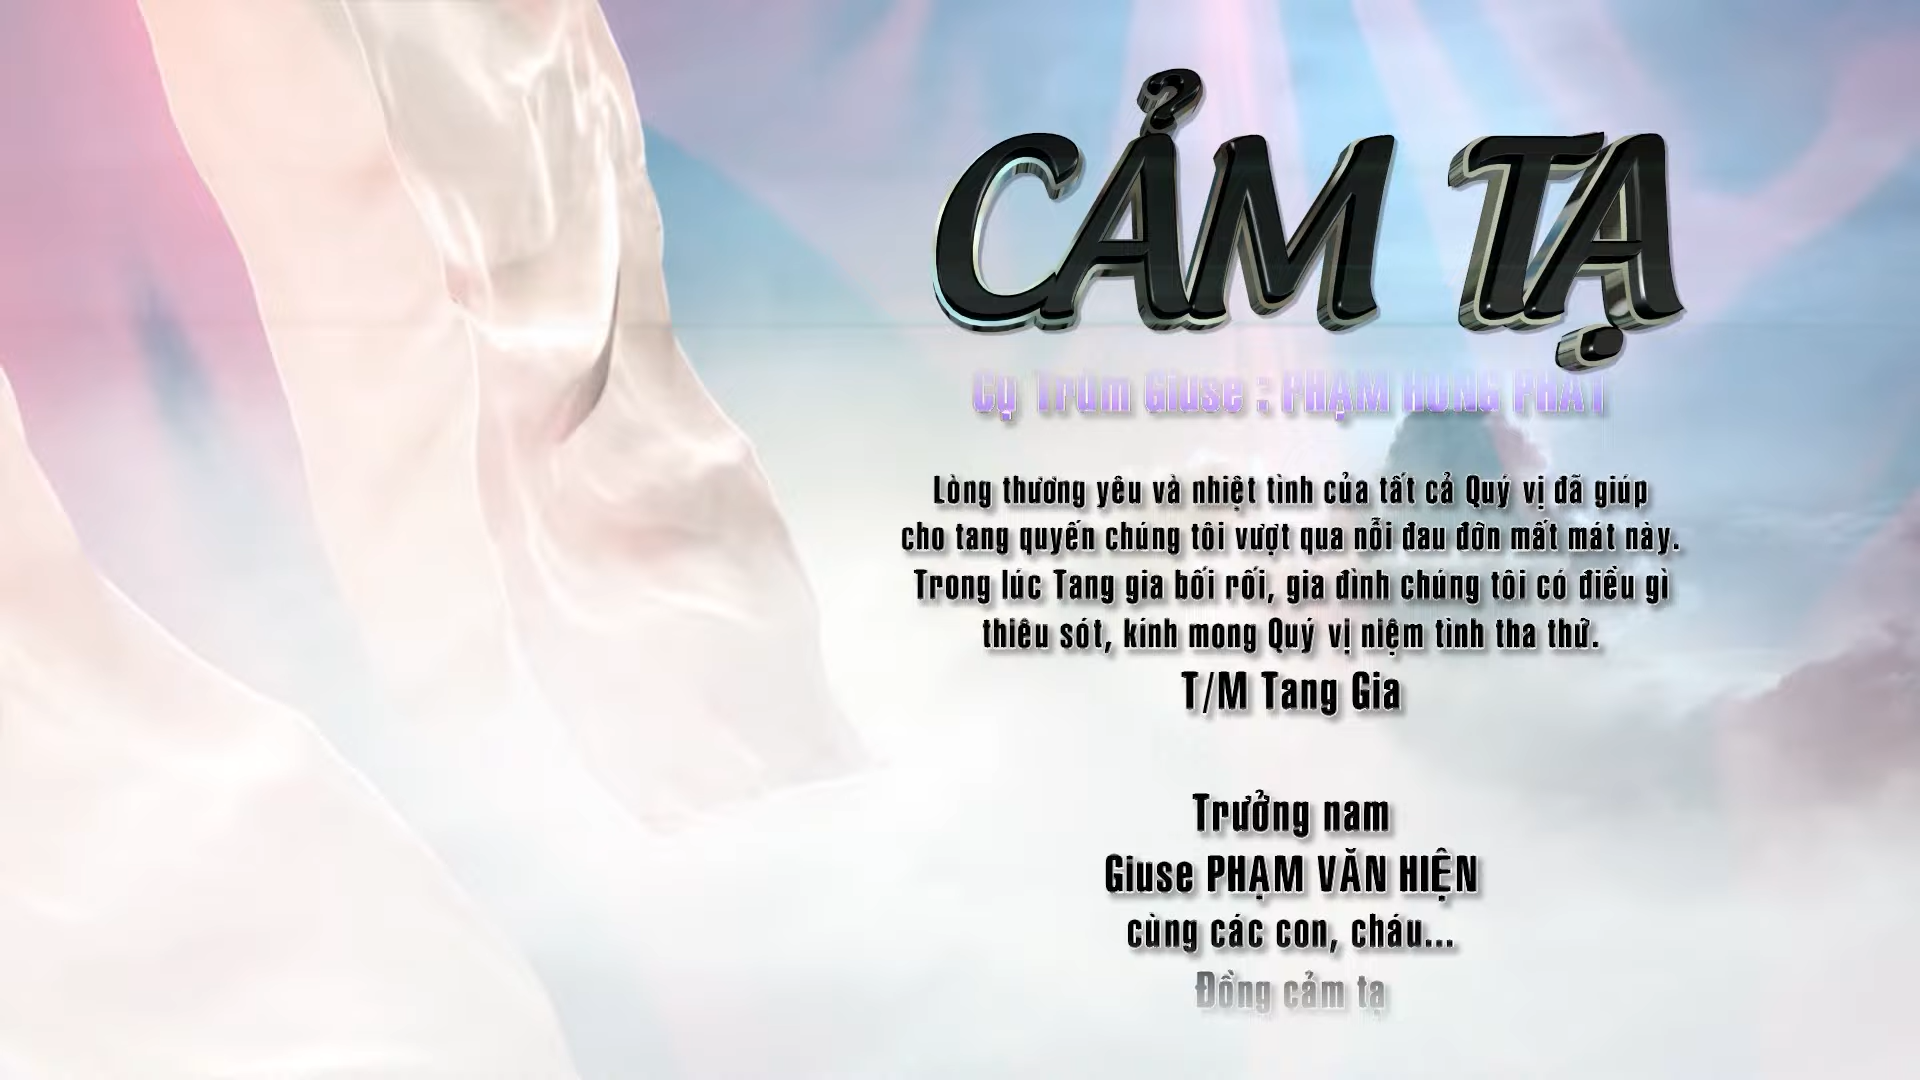 CẢM TẠ
Cụ Trùm Giuse : PHẠM PHÁT
Lòng thương yêu và nhiệt tình của tất cả Quý vị đã giúp
cho tang quyến chúng tôi vượt qua nỗi đau đớn mất mát này.
Trong lúc Tang gia bối rối, gia đình chúng tôi có điều gì
thiêu sót, kính mong Quý vị niệm tình tha thứ.
T/M Tang Gia
Trưởng nam
Giuse PHẠM VĂN HIỆN
cùng các con, cháu...
Đồng cảm tạ